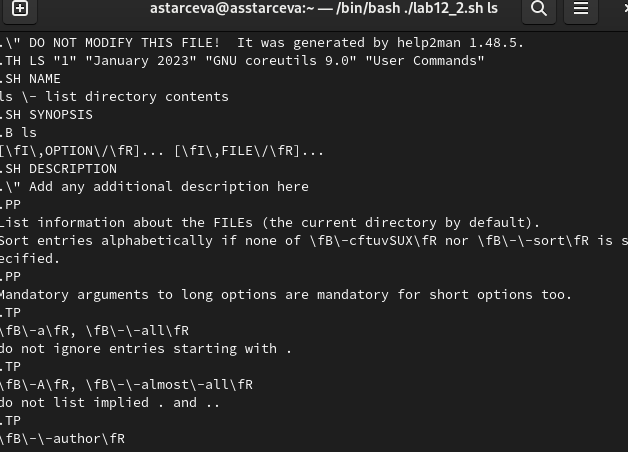 astarceva@asstarceva:~ — /bin/bash ./lab12_2.sh ls
.\" DO NOT MODIFY THIS FILE!  It was generated by help2man 1.48.5.
.TH LS "1" "January 2023" "GNU coreutils 9.0" "User Commands"
.SH NAME
ls \- list directory contents
.SH SYNOPSIS
.B ls
[\fI\,OPTION\/\fR]... [\fI\,FILE\/\fR]...
.SH DESCRIPTION
.\" Add any additional description here
.PP
List information about the FILEs (the current directory by default).
Sort entries alphabetically if none of \fB\-cftuvSUX\fR nor \fB\-\-sort\fR is s
ecified.
.PP
Mandatory arguments to long options are mandatory for short options too.
.TP
\fB\-a\fR, \fB\-\-all\fR
do not ignore entries starting with .
.TP
\fB\-A\fR, \fB\-\-almost\-all\fR
do not list implied . and ..
.TP
\fB\-\-author\fR